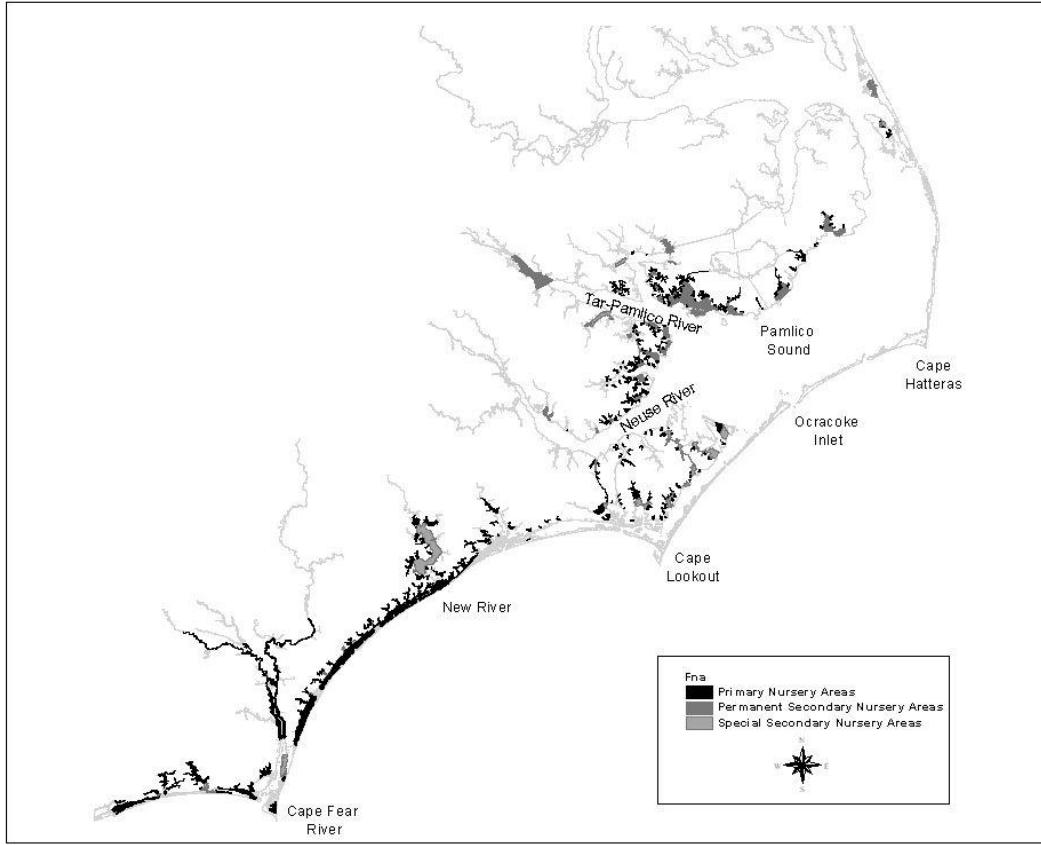 Tar-Pamlico River
Pamlico
Sound
Cape
Hatteras
Neuse River
Ocracoke
Inlet
Cape
Lookout
New River
Fna
Primary Nursery Areas
Permanent Secondary Nursery Areas
Special Secondary Nursery Areas
N
W E
S
Cape Fear
River